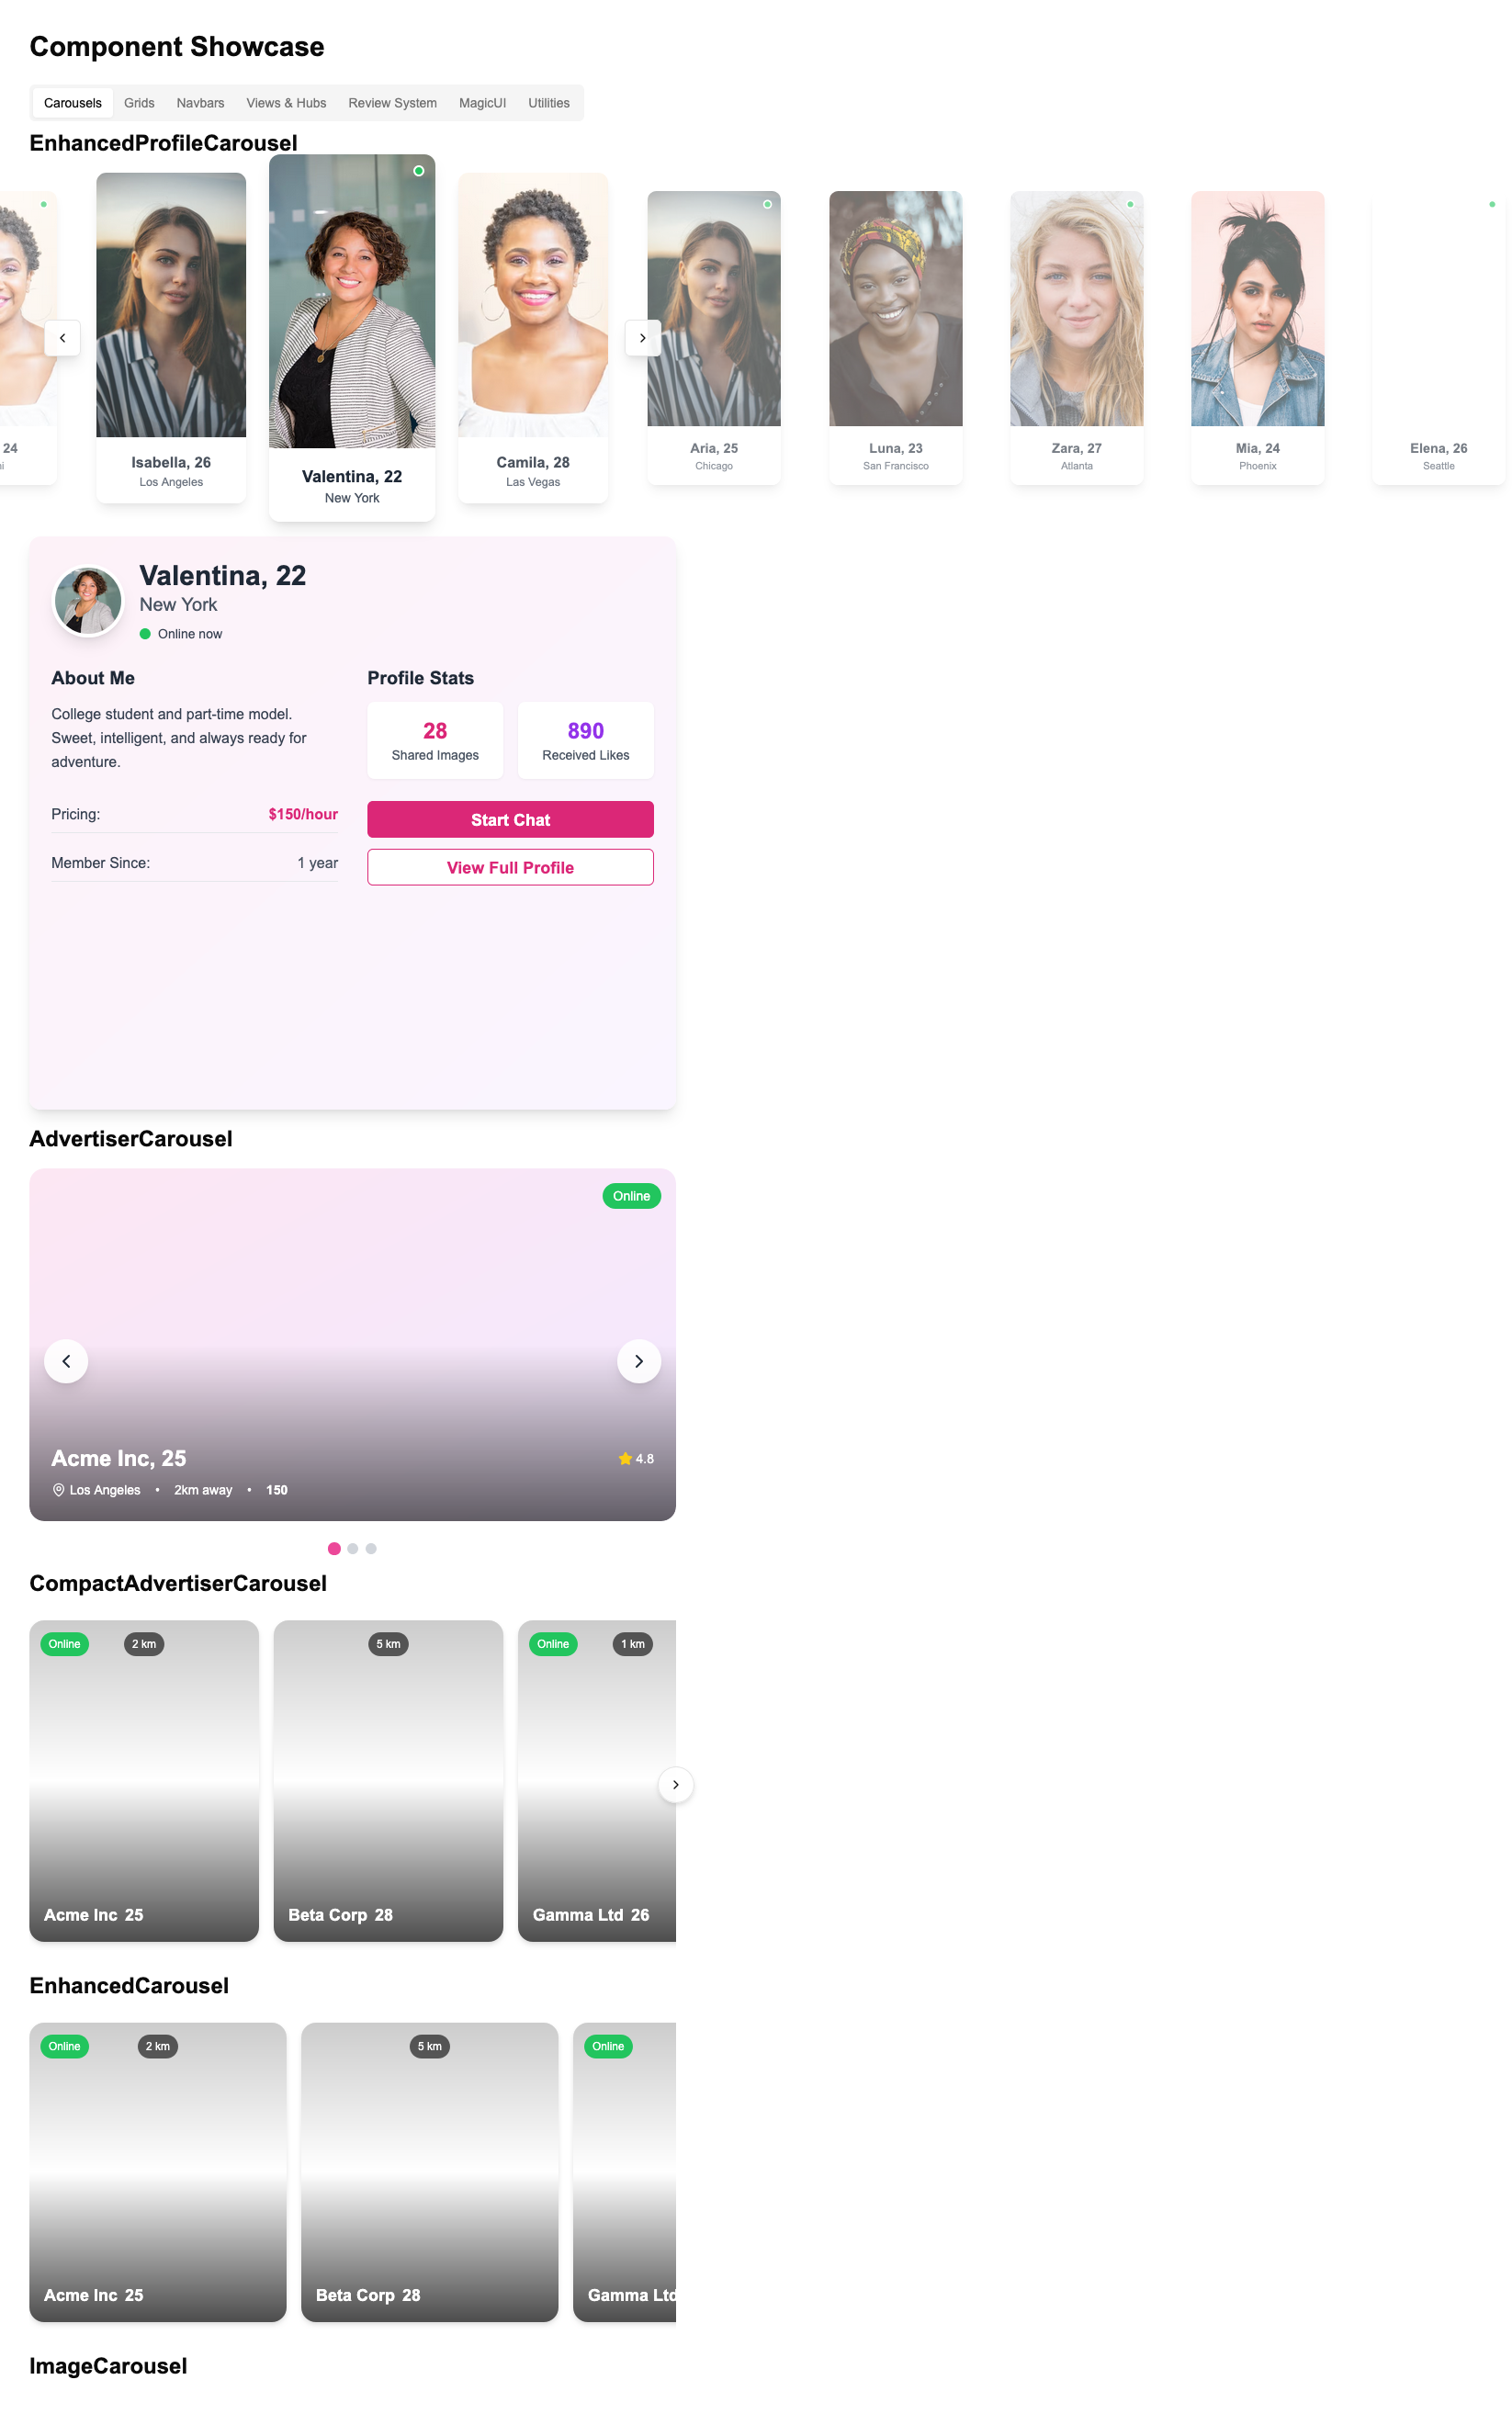 Component Showcase
Carousels Grids Navbars Views & Hubs Review System MagicUI Utilities
EnhancedProfileCarousel
24
Isabella, 26
Los Angeles
Valentina, 22
New York
Camila, 28
Las Vegas
Aria, 25
Chicago
Luna, 23
San Francisco
Zara, 27
Atlanta
Mia, 24
Phoenix
Elena, 26
Seattle
Valentina, 22
New York
Online now
About Me
College student and part-time model.
Sweet, intelligent, and always ready for
adventure.
Pricing: $150/hour
Member Since: 1 year
Profile Stats
28
Shared Images
890
Received Likes
Start Chat
View Full Profile
AdvertiserCarousel
Online
Acme Inc, 25
4.8
Los Angeles • 2km away • 150
CompactAdvertiserCarousel
Online 2 km
5 km
Online 1 km
Acme Inc 25
Beta Corp 28
Gamma Ltd 26
EnhancedCarousel
Online 2 km
5 km
Online
Acme Inc 25
Beta Corp 28
Gamma Ltd
ImageCarousel